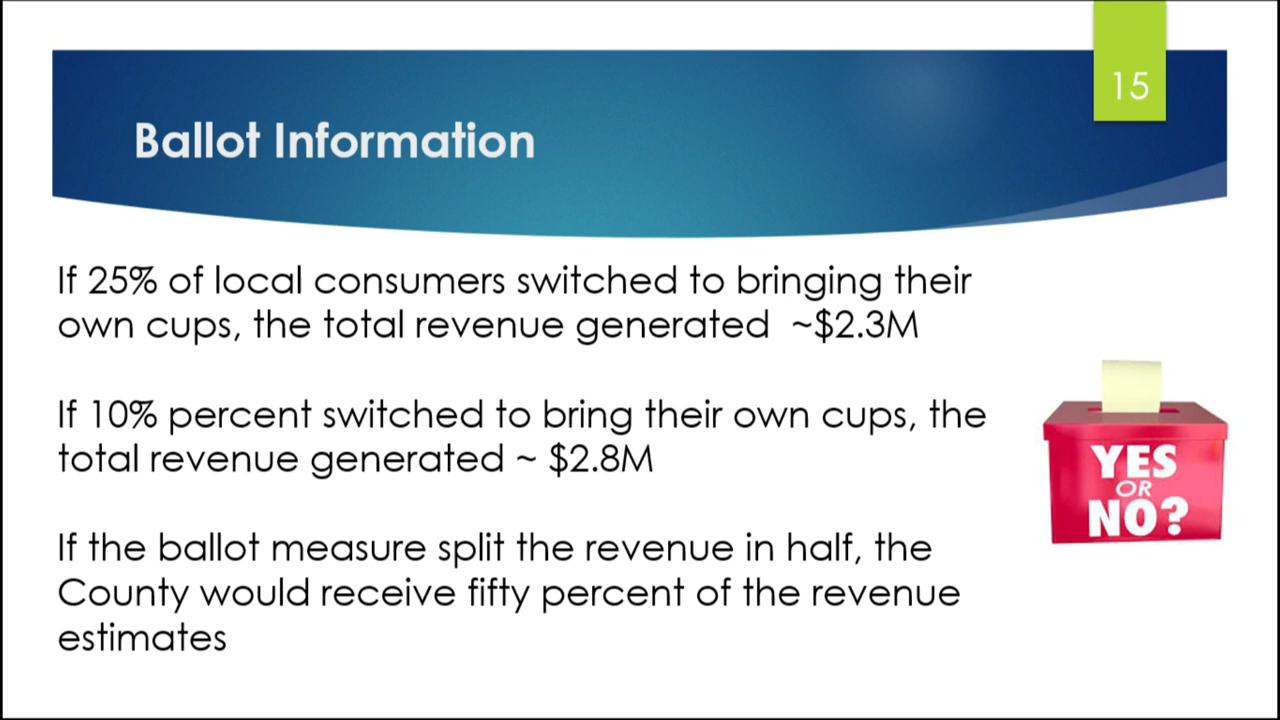 15
Ballot Information
If 25% of local consumers switched to bringing their
own cups, the total revenue generated  ~$2.3M
If 10% percent switched to bring their own cups, the
total revenue generated ~ $2.8M
If the ballot measure split the revenue in half, the
County would receive fifty percent of the revenue
estimates
YES
OR
NO?